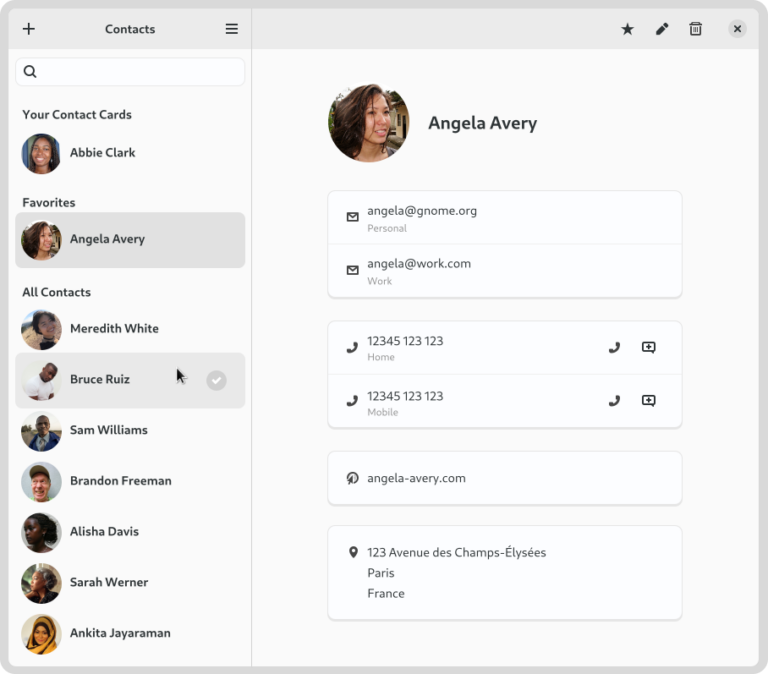 Contacts
Your Contact Cards
Abbie Clark
Favorites
Angela Avery
All Contacts
Meredith White
Bruce Ruiz
Sam Williams
Brandon Freeman
Alisha Davis
Sarah Werner
Ankita Jayaraman
Angela Avery
angela@gnome.org
Personal
angela@work.com
Work
12345 123 123
Home
12345 123 123
Mobile
angela-avery.com
123 Avenue des Champs-Élysées
Paris
France